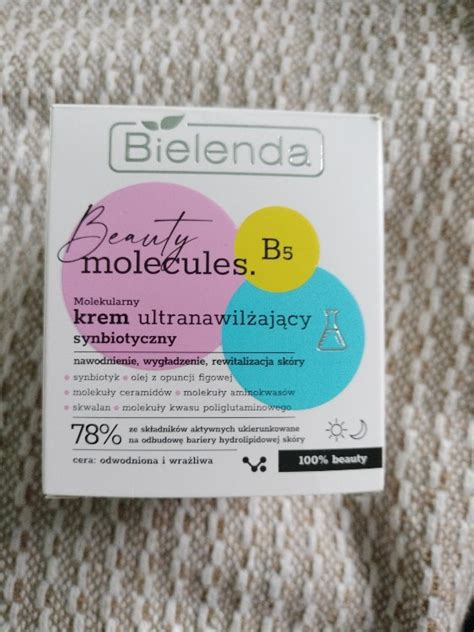 Bielenda
Beauty
molecules.
B5
Molekularny
krem ultranawilżający
synbiotyczny
nawodnienie, wygładzenie, rewitalizacja skóry
• synbiotyk • olej z opuncji figowej
• molekuły ceramidów • molekuły aminokwasów
• skwalan • molekuły kwasu poliglutaminowego
78% ze składników aktywnych ukierunkowane
na odbudowę bariery hydrolipidowej skóry
cera: odwodniona i wrażliwa
100% beauty